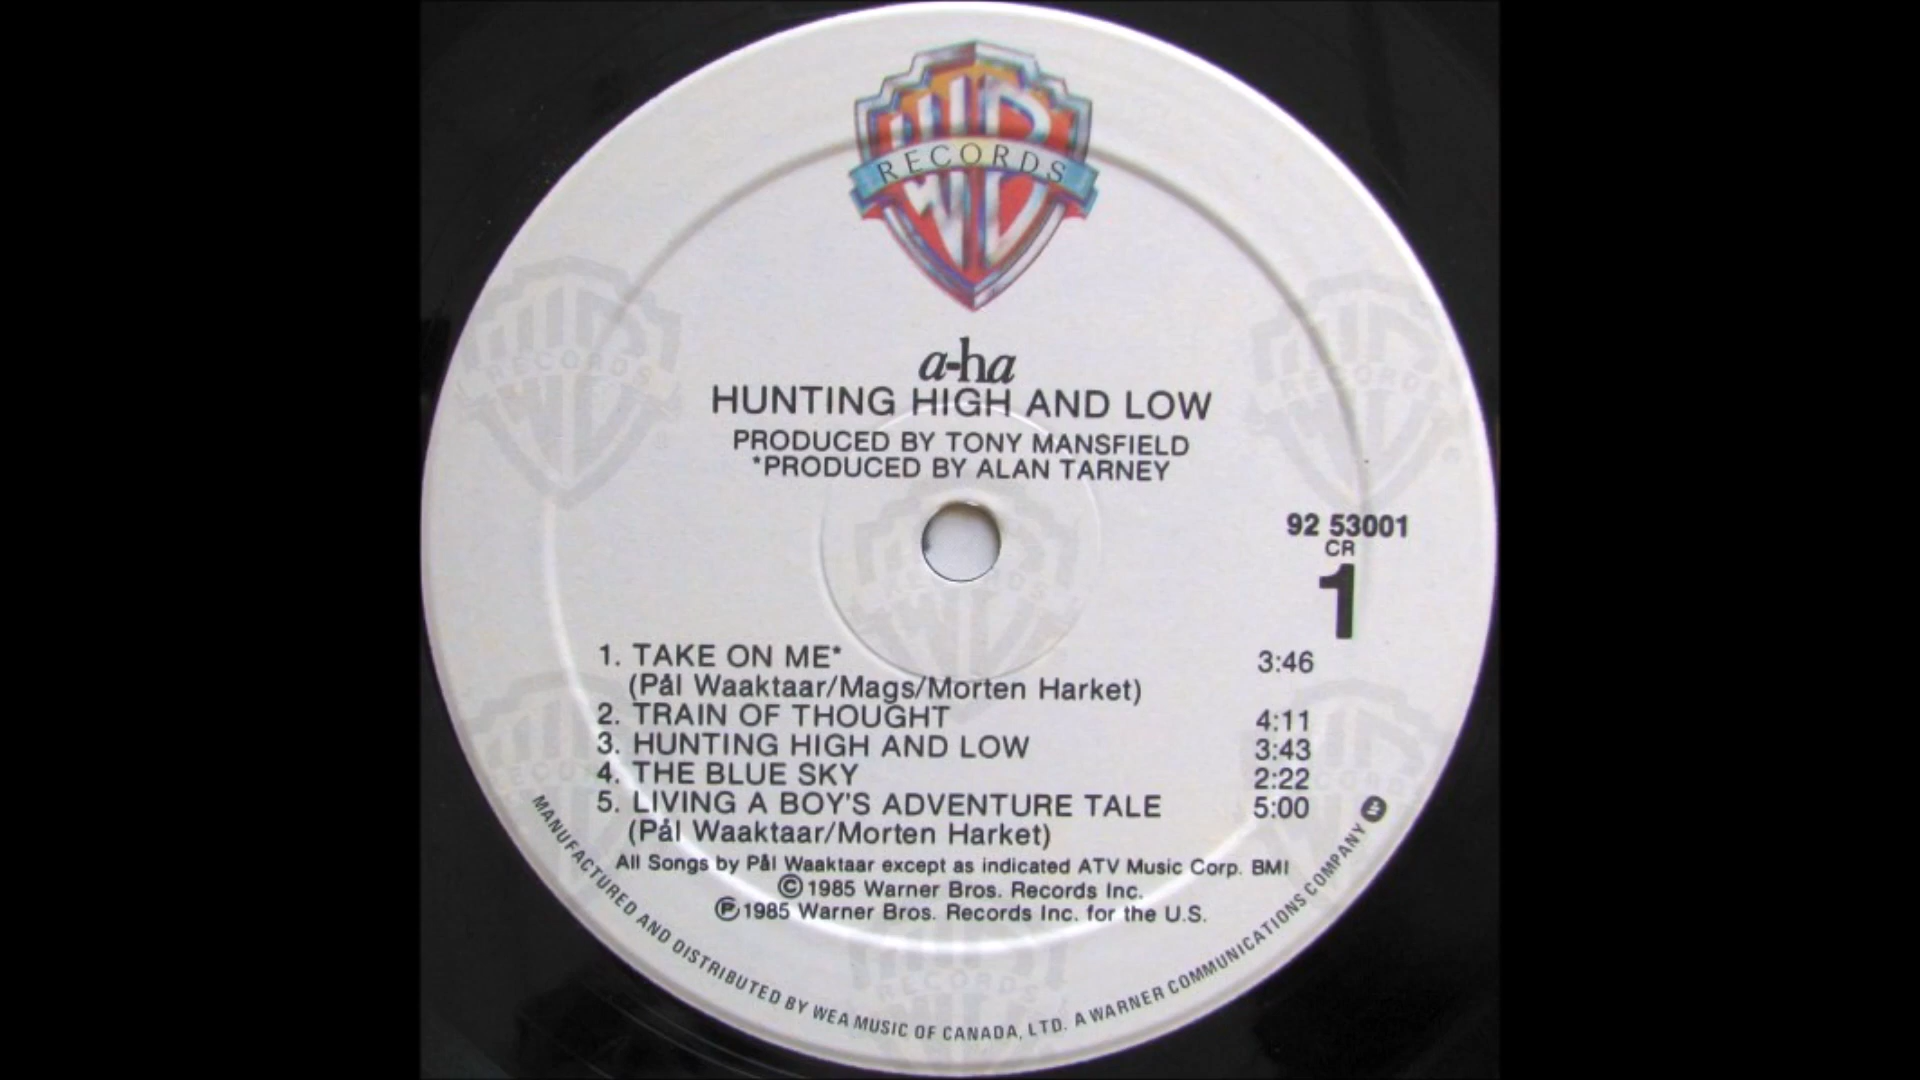 WB
RECORDS
a-ha
HUNTING HIGH AND LOW
PRODUCED BY TONY MANSFIELD
*PRODUCED BY ALAN TARNEY
92 53001
CR
1
1. TAKE ON ME* 3:46
(Pål Waaktaar/Mags/Morten Harket)
2. TRAIN OF THOUGHT 4:11
3. HUNTING HIGH AND LOW 3:43
4. THE BLUE SKY 2:22
5. LIVING A BOY'S ADVENTURE TALE 5:00
(Pål Waaktaar/Morten Harket)
All Songs by Pål Waaktaar except as indicated ATV Music Corp. BMI
©1985 Warner Bros. Records Inc.
℗1985 Warner Bros. Records Inc. for the U.S.
MANUFACTURED AND DISTRIBUTED BY WEA MUSIC OF CANADA, LTD. A WARNER COMMUNICATIONS COMPANY